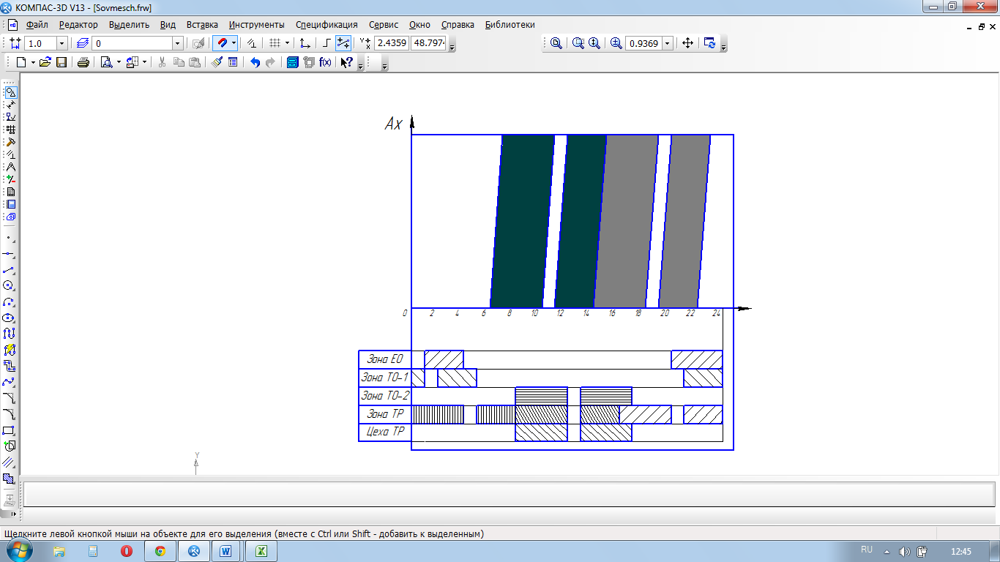 КОМПАС-3D V13 - [Sovmesch.frw]
Файл Редактор Выделить Вид Вставка Инструменты Спецификация Сервис Окно Справка Библиотеки
1.0 0 2.4359 48.797 0.9369
f(x)
Ax
0 2 4 6 8 10 12 14 16 18 20 22 24
Зона ЕО
Зона ТО-1
Зона ТО-2
Зона ТР
Цеха ТР
Y
Щелкните левой кнопкой мыши на объекте для его выделения (вместе с Ctrl или Shift - добавить к выделенным)
RU 12:45